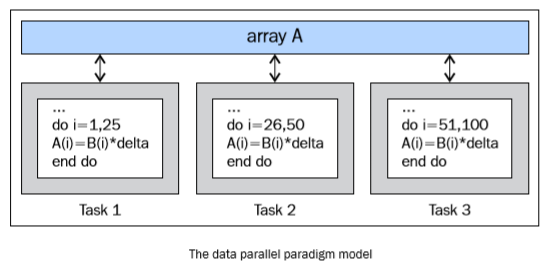 array A
...
do i=1,25
A(i)=B(i)*delta
end do
Task 1
...
do i=26,50
A(i)=B(i)*delta
end do
Task 2
...
do i=51,100
A(i)=B(i)*delta
end do
Task 3
The data parallel paradigm model